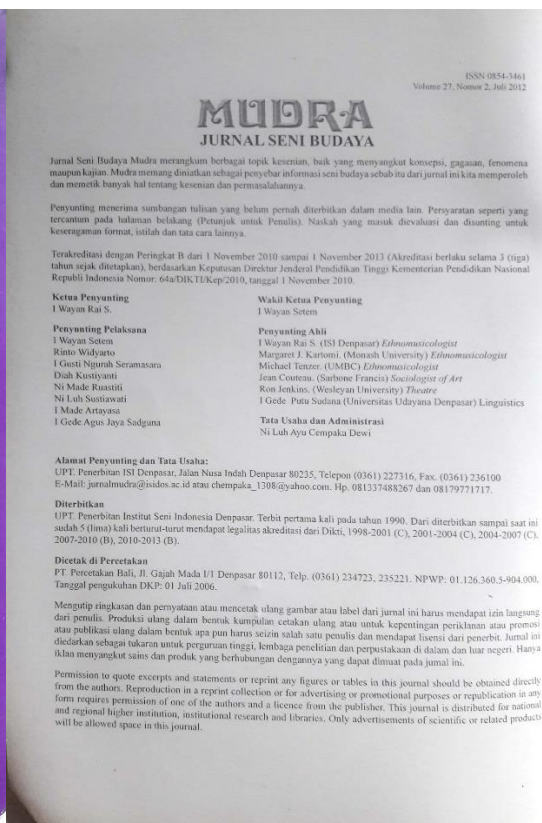 ISSN 0854-3461
Volume 27, Nomor 2, Juli 2012
MUDRA
JURNAL SENI BUDAYA
Jurnal Seni Budaya Mudra merangkum berbagai topik kesenian, baik yang menyangkut konsepsi, gagasan, fenomena
maupun kajian. Mudra memang diniatkan sebagai penyebar informasi seni budaya sebab itu dari jurnal ini kita memperoleh
dan memetik banyak hal tentang kesenian dan permasalahannya.
Penyunting menerima sumbangan tulisan yang belum pernah diterbitkan dalam media lain. Persyaratan seperti yang
tercantum pada halaman belakang (Petunjuk untuk Penulis). Naskah yang masuk dievaluasi dan disunting untuk
keseragaman format, istilah dan tata cara lainnya.
Terakreditasi dengan Peringkat B dari 1 November 2010 sampai 1 November 2013 (Akreditasi berlaku selama 3 (tiga)
tahun sejak ditetapkan), berdasarkan Keputusan Direktur Jenderal Pendidikan Tinggi Kementerian Pendidikan Nasional
Republi Indonesia Nomor: 64a/DIKTI/Kep/2010, tanggal 1 November 2010.
Ketua Penyunting
I Wayan Rai S.
Wakil Ketua Penyunting
I Wayan Setem
Penyunting Pelaksana
I Wayan Setem
Rinto Widyarto
I Gusti Ngurah Seramasara
Diah Kustiyanti
Ni Made Ruastiti
Ni Luh Sustiawati
I Made Artayasa
I Gede Agus Jaya Sadguna
Penyunting Ahli
I Wayan Rai S. (ISI Denpasar) Ethnomusicologist
Margaret J. Kartomi. (Monash University) Ethnomusicologist
Michael Tenzer. (UMBC) Ethnomusicologist
Jean Couteau. (Sarbone Francis) Sociologist of Art
Ron Jenkins. (Wesleyan University) Theatre
I Gede Putu Sudana (Universitas Udayana Denpasar) Linguistics
Tata Usaha dan Administrasi
Ni Luh Ayu Cempaka Dewi
Alamat Penyunting dan Tata Usaha:
UPT. Penerbitan ISI Denpasar, Jalan Nusa Indah Denpasar 80235, Telepon (0361) 227316, Fax. (0361) 236100
E-Mail: jurnalmudra@isidos.ac.id atau chempaka_1308@yahoo.com. Hp. 081337488267 dan 08179771717.
Diterbitkan
UPT. Penerbitan Institut Seni Indonesia Denpasar. Terbit pertama kali pada tahun 1990. Dari diterbitkan sampai saat ini
sudah 5 (lima) kali berturut-turut mendapat legalitas akreditasi dari Dikti, 1998-2001 (C), 2001-2004 (C), 2004-2007 (C),
2007-2010 (B), 2010-2013 (B).
Dicetak di Percetakan
PT. Percetakan Bali, Jl. Gajah Mada I/1 Denpasar 80112, Telp. (0361) 234723, 235221. NPWP: 01.126.360.5-904.000,
Tanggal pengukuhan DKP: 01 Juli 2006.
Mengutip ringkasan dan pernyataan atau mencetak ulang gambar atau label dari jurnal ini harus mendapat izin langsung
dari penulis. Produksi ulang dalam bentuk kumpulan cetakan ulang atau untuk kepentingan periklanan atau promosi
atau publikasi ulang dalam bentuk apa pun harus seizin salah satu penulis dan mendapat lisensi dari penerbit. Jurnal ini
diedarkan sebagai tukaran untuk perguruan tinggi, lembaga penelitian dan perpustakaan di dalam dan luar negeri. Hanya
iklan menyangkut sains dan produk yang berhubungan dengannya yang dapat dimuat pada jurnal ini.
Permission to quote excerpts and statements or reprint any figures or tables in this journal should be obtained directly
from the authors. Reproduction in a reprint collection or for advertising or promotional purposes or republication in any
form requires permission of one of the authors and a licence from the publisher. This journal is distributed for national
and regional higher institution, institutional research and libraries. Only advertisements of scientific or related products
will be allowed space in this journal.